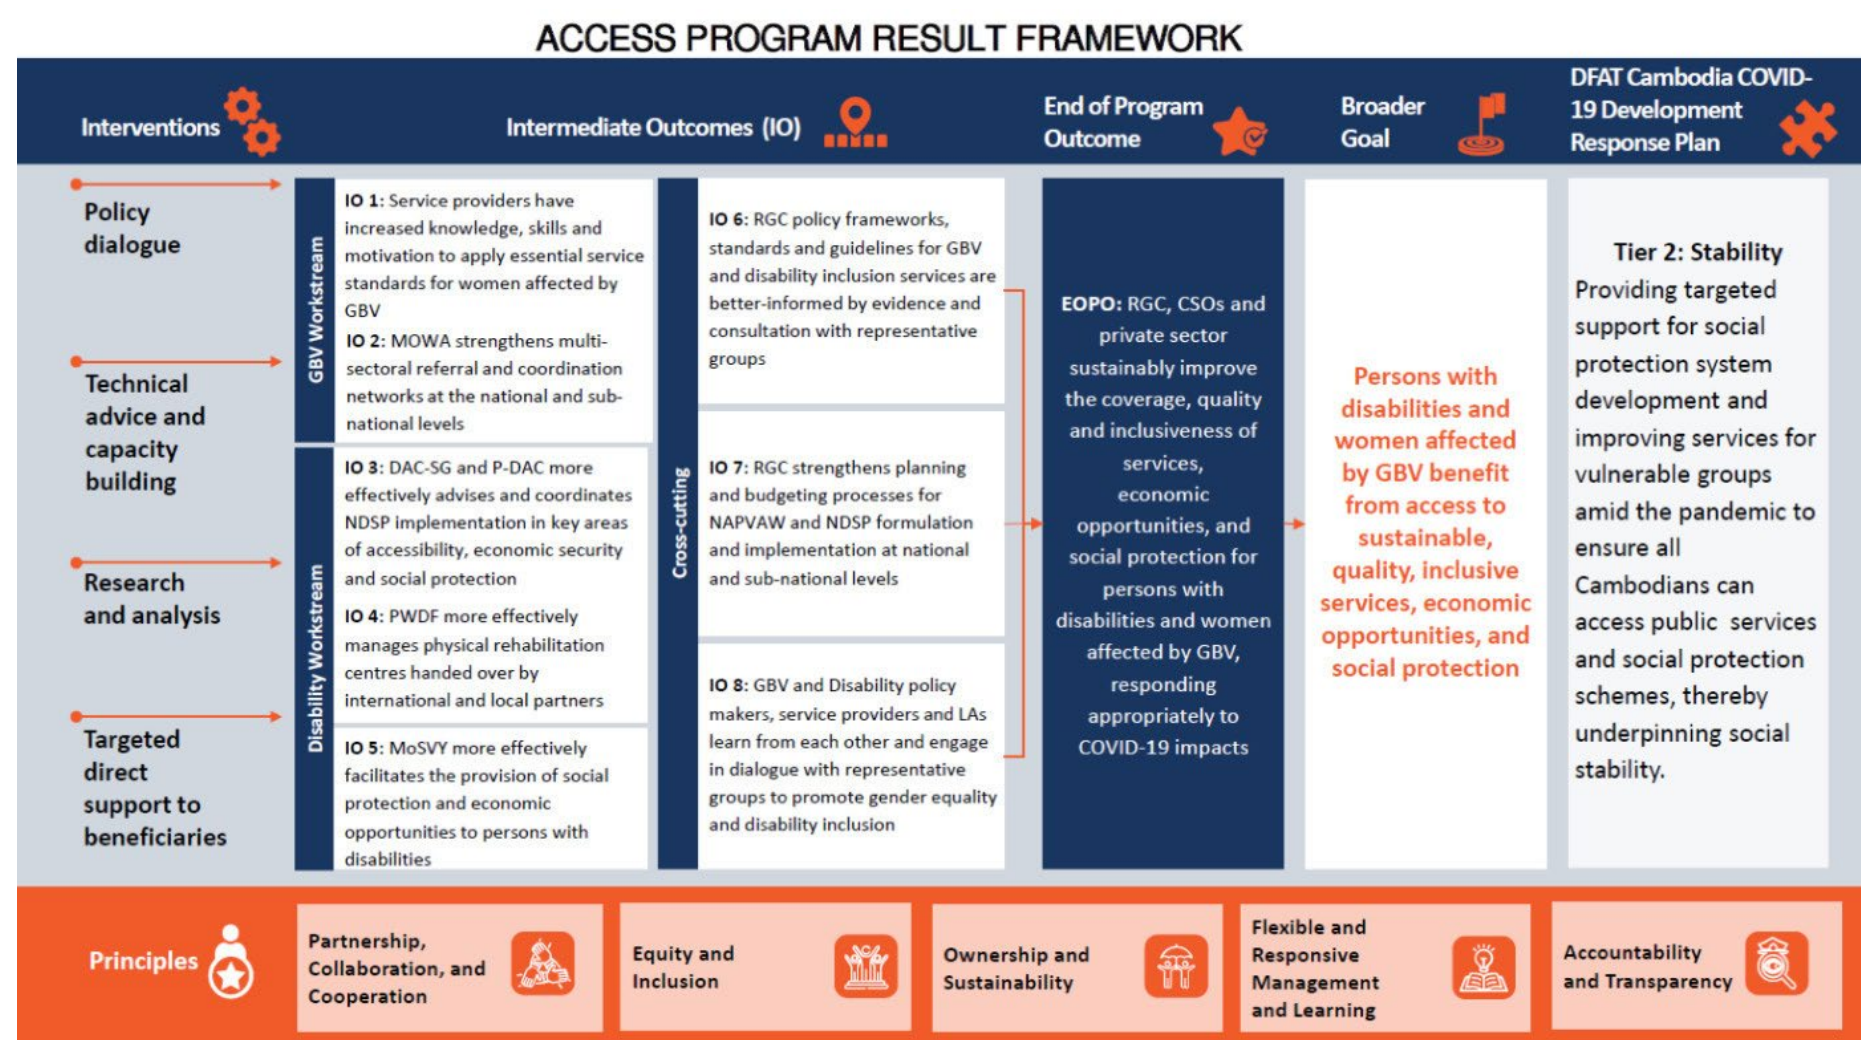 ACCESS PROGRAM RESULT FRAMEWORK
Interventions
Intermediate Outcomes (IO)
End of Program
Outcome
Broader
Goal
DFAT Cambodia COVID-
19 Development
Response Plan
Policy
dialogue
Technical
advice and
capacity
building
Research
and analysis
Targeted
direct
support to
beneficiaries
GBV Workstream
IO 1: Service providers have
increased knowledge, skills and
motivation to apply essential service
standards for women affected by
GBV
IO 2: MOWA strengthens multi-
sectoral referral and coordination
networks at the national and sub-
national levels
Disability Workstream
IO 3: DAC-SG and P-DAC more
effectively advises and coordinates
NDSP implementation in key areas
of accessibility, economic security
and social protection
IO 4: PWDF more effectively
manages physical rehabilitation
centres handed over by
international and local partners
IO 5: MoSVY more effectively
facilitates the provision of social
protection and economic
opportunities to persons with
disabilities
Cross-cutting
IO 6: RGC policy frameworks,
standards and guidelines for GBV
and disability inclusion services are
better-informed by evidence and
consultation with representative
groups
IO 7: RGC strengthens planning
and budgeting processes for
NAPVAW and NDSP formulation
and implementation at national
and sub-national levels
IO 8: GBV and Disability policy
makers, service providers and LAs
learn from each other and engage
in dialogue with representative
groups to promote gender equality
and disability inclusion
EOPO: RGC, CSOs and
private sector
sustainably improve
the coverage, quality
and inclusiveness of
services,
economic
opportunities, and
social protection for
persons with
disabilities and women
affected by GBV,
responding
appropriately to
COVID-19 impacts
Persons with
disabilities and
women affected
by GBV benefit
from access to
sustainable,
quality, inclusive
services, economic
opportunities, and
social protection
Tier 2: Stability
Providing targeted
support for social
protection system
development and
improving services for
vulnerable groups
amid the pandemic to
ensure all
Cambodians can
access public services
and social protection
schemes, thereby
underpinning social
stability.
Principles
Partnership,
Collaboration, and
Cooperation
Equity and
Inclusion
Ownership and
Sustainability
Flexible and
Responsive
Management
and Learning
Accountability
and Transparency